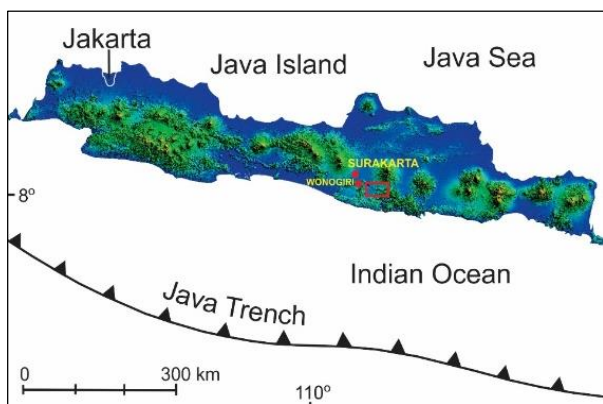 Jakarta
Java Island
Java Sea
SURAKARTA
WONOGIRI
8º
Indian Ocean
Java Trench
0 300 km
110º